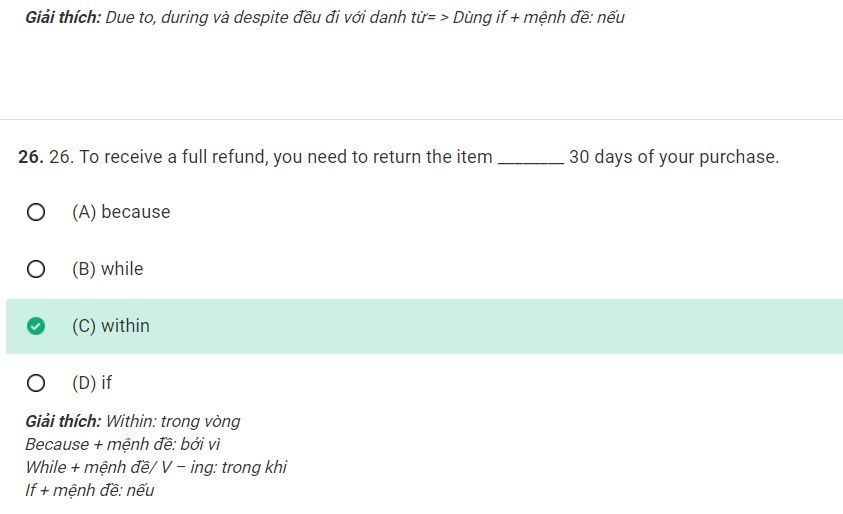 Giải thích: Due to, during và despite đều đi với danh từ= > Dùng if + mệnh đề: nếu
26. 26. To receive a full refund, you need to return the item ________ 30 days of your purchase.
(A) because
(B) while
(C) within
(D) if
Giải thích: Within: trong vòng
Because + mệnh đề: bởi vì
While + mệnh đề/ V – ing: trong khi
If + mệnh đề: nếu